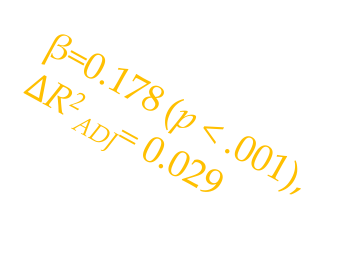 β=0.178 (p < .001),
ΔR² ADJ= 0.029